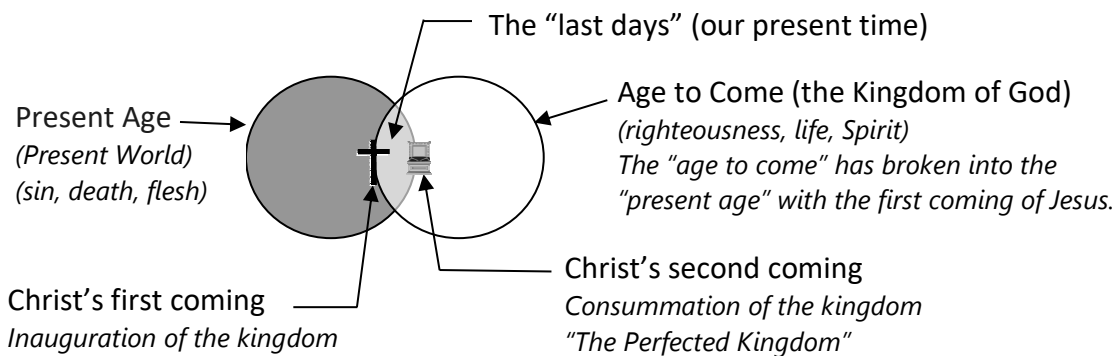 The “last days” (our present time)
Present Age
(Present World)
(sin, death, flesh)
Age to Come (the Kingdom of God)
(righteousness, life, Spirit)
The “age to come” has broken into the
“present age” with the first coming of Jesus.
Christ’s first coming
Inauguration of the kingdom
Christ’s second coming
Consummation of the kingdom
“The Perfected Kingdom”